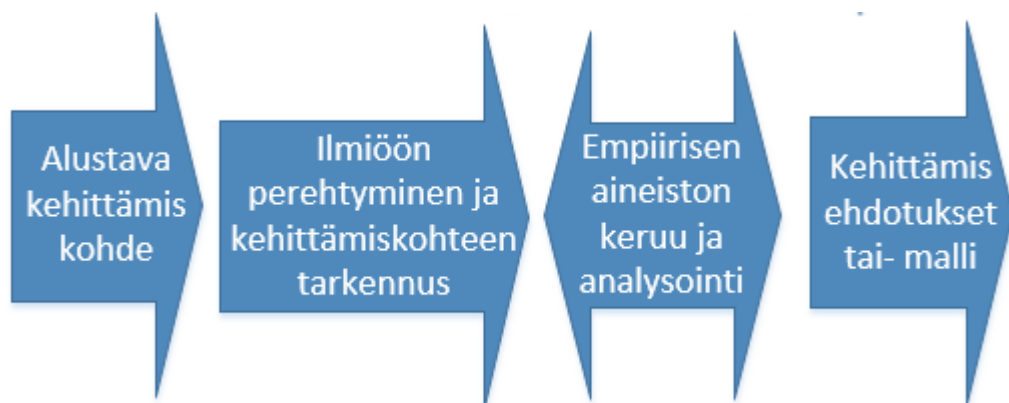 Alustava
kehittämis
kohde
Ilmiöön
perehtyminen ja
kehittämiskohteen
tarkennus
Empiirisen
aineiston
keruu ja
analysointi
Kehittämis
ehdotukset
tai- malli